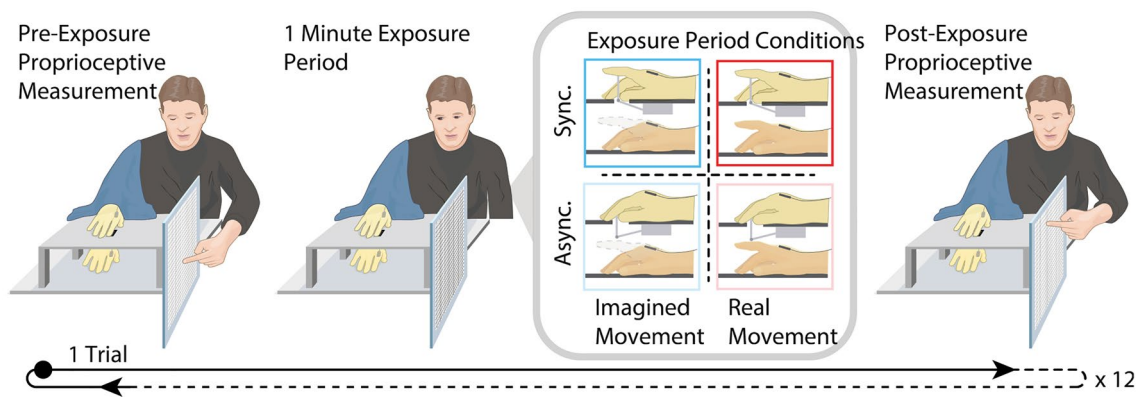 Pre-Exposure
Proprioceptive
Measurement
1 Minute Exposure
Period
Exposure Period Conditions
Sync.
Async.
Imagined
Movement
Real
Movement
Post-Exposure
Proprioceptive
Measurement
1 Trial
x 12